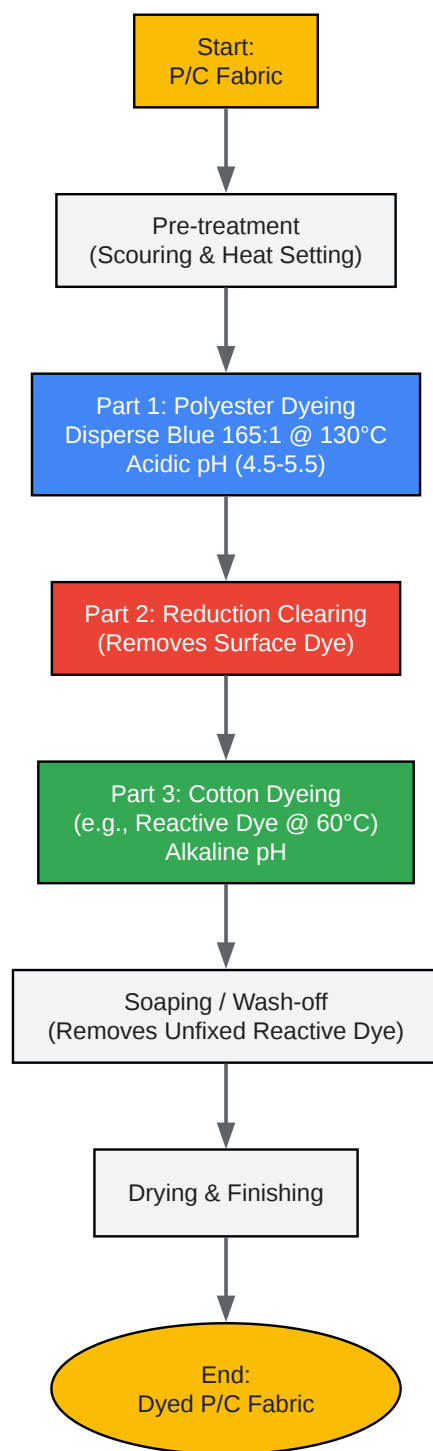 Start:
P/C Fabric
Pre-treatment
(Scouring & Heat Setting)
Part 1: Polyester Dyeing
Disperse Blue 165:1 @ 130°C
Acidic pH (4.5-5.5)
Part 2: Reduction Clearing
(Removes Surface Dye)
Part 3: Cotton Dyeing
(e.g., Reactive Dye @ 60°C)
Alkaline pH
Soaping / Wash-off
(Removes Unfixed Reactive Dye)
Drying & Finishing
End:
Dyed P/C Fabric